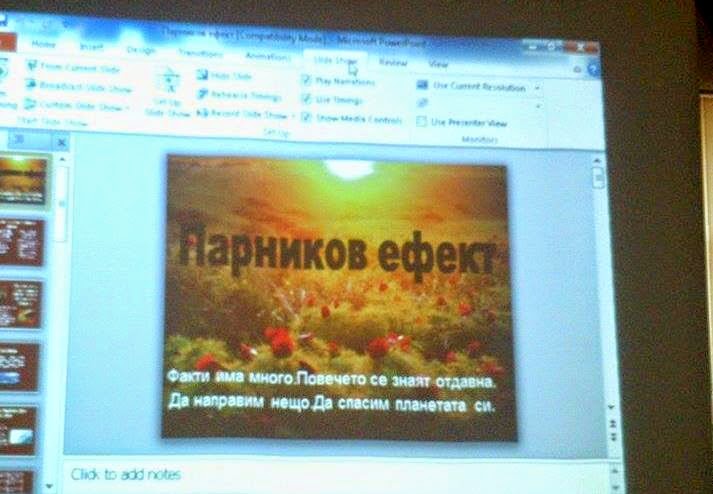 Парников ефект [Compatibility Mode] - Microsoft PowerPoint
Home Insert Design Transitions Animations Slide Show Review View
From Current Slide
Broadcast Slide Show
Custom Slide Show
Start Slide Show
Set Up
Slide Show
Hide Slide
Rehearse Timings
Record Slide Show
Play Narrations
Use Timings
Show Media Controls
Set Up
Use Current Resolution
Use Presenter View
Monitors
Парников ефект
Факти има много.Повечето се знаят отдавна.
Да направим нещо.Да спасим планетата си.
Click to add notes